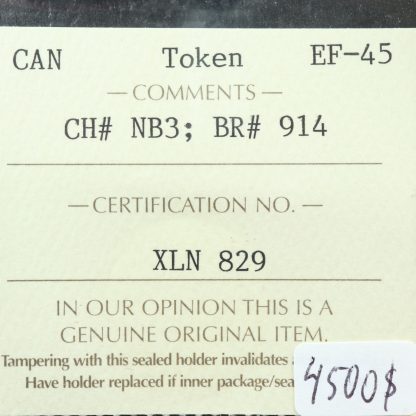 CAN Token EF-45
— COMMENTS —
CH# NB3; BR# 914
— CERTIFICATION NO. —
XLN 829
IN OUR OPINION THIS IS A
GENUINE ORIGINAL ITEM.
Tampering with this sealed holder invalidates
Have holder replaced if inner package/sea
4500$